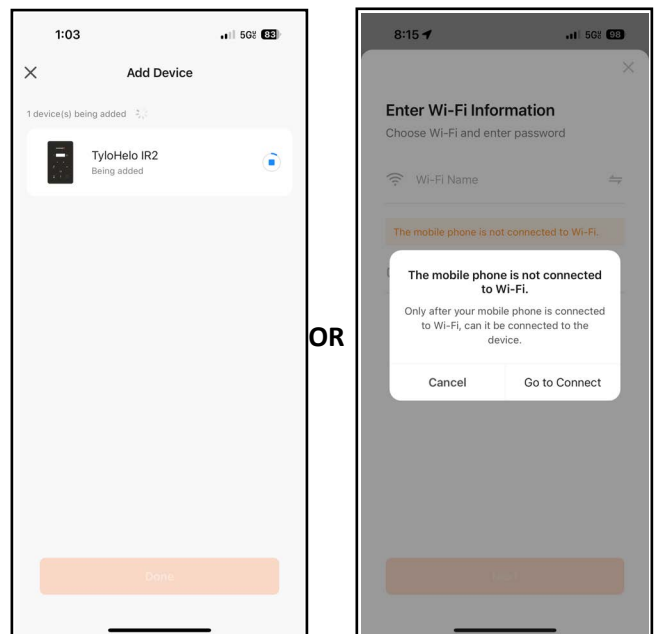 1:03
5G 83
Add Device
1 device(s) being added
TyloHelo IR2
Being added
Done
OR
8:15
5G 98
Enter Wi-Fi Information
Choose Wi-Fi and enter password
Wi-Fi Name
The mobile phone is not connected to Wi-Fi.
The mobile phone is not connected
to Wi-Fi.
Only after your mobile phone is connected
to Wi-Fi, can it be connected to the
device.
Cancel
Go to Connect